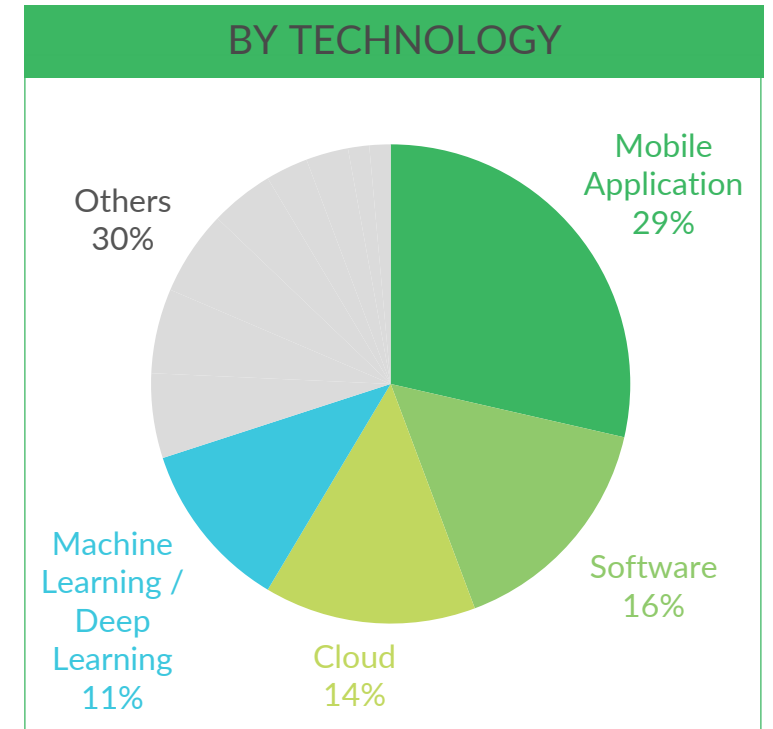 BY TECHNOLOGY
Mobile
Application
29%
Others
30%
Software
16%
Machine
Learning /
Deep
Learning
11%
Cloud
14%